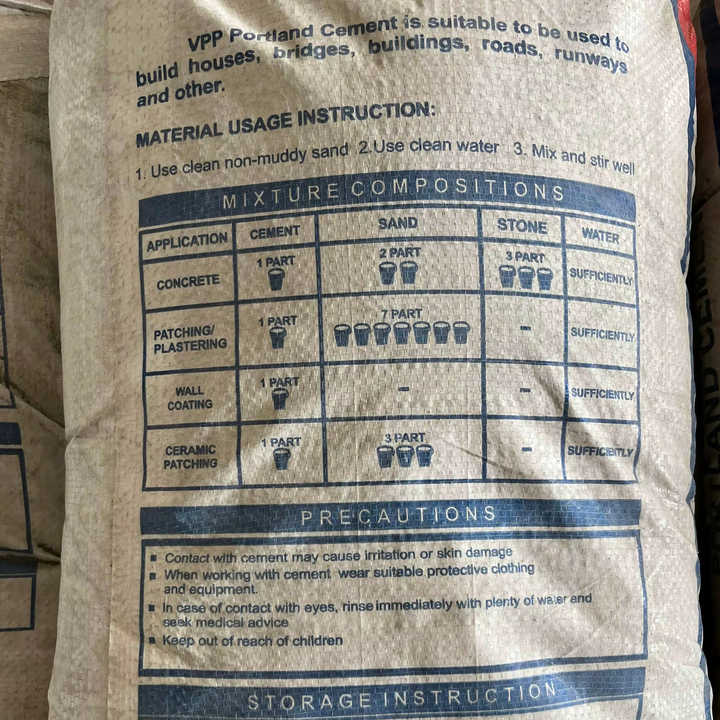 VPP Portland Cement is suitable to be used to
build houses, bridges, buildings, roads, runways
and other.
MATERIAL USAGE INSTRUCTION:
1. Use clean non-muddy sand 2.Use clean water 3. Mix and stir well
MIXTURE COMPOSITIONS
APPLICATION CEMENT SAND STONE WATER
CONCRETE 1 PART 2 PART 3 PART SUFFICIENTLY
PATCHING/
PLASTERING 1 PART 7 PART - SUFFICIENTLY
WALL
COATING 1 PART - - SUFFICIENTLY
CERAMIC
PATCHING 1 PART 3 PART - SUFFICIENTLY
PRECAUTIONS
▪ Contact with cement may cause irritation or skin damage
▪ When working with cement wear suitable protective clothing
and equipment.
▪ In case of contact with eyes, rinse immediately with plenty of water and
seek medical advice
▪ Keep out of reach of children
STORAGE INSTRUCTION